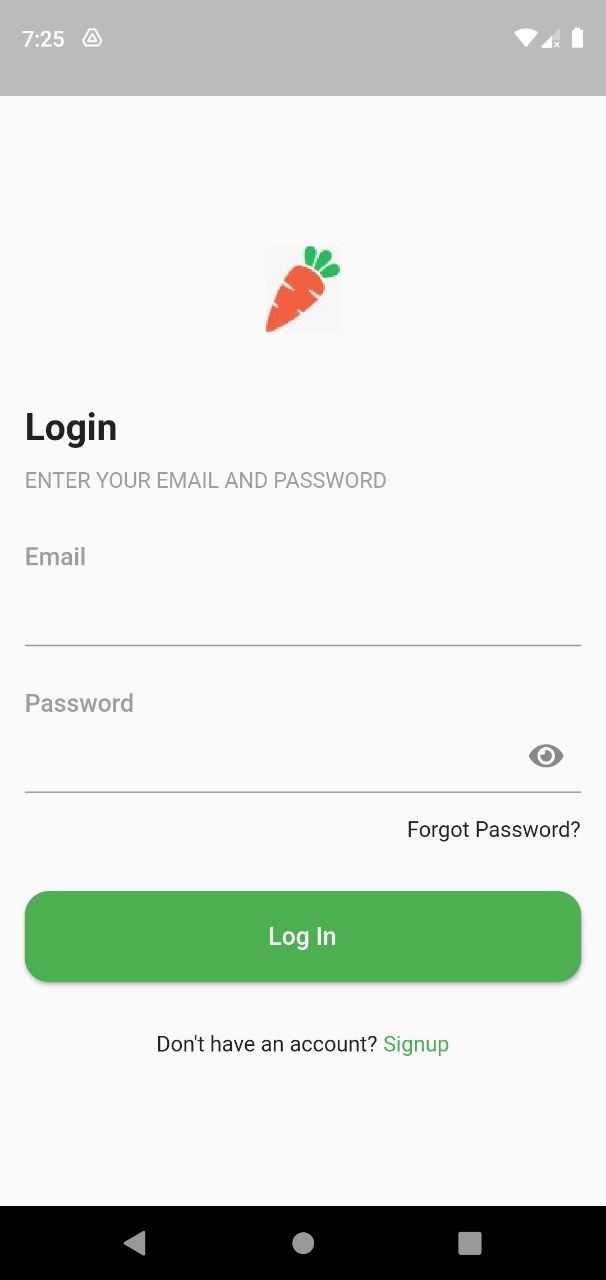 7:25
Login
ENTER YOUR EMAIL AND PASSWORD
Email
Password
Forgot Password?
Log In
Don't have an account? Signup